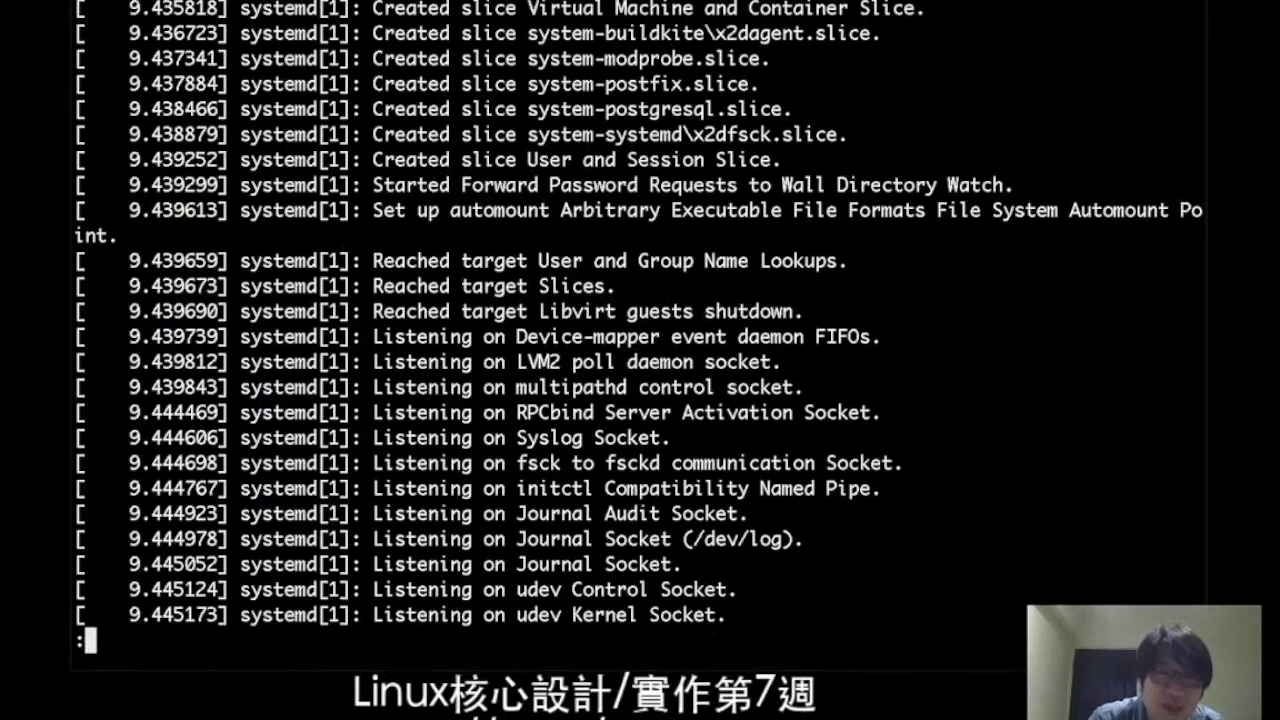 [    9.435818] systemd[1]: Created slice Virtual Machine and Container Slice.
[    9.436723] systemd[1]: Created slice system-buildkite\x2dagent.slice.
[    9.437341] systemd[1]: Created slice system-modprobe.slice.
[    9.437884] systemd[1]: Created slice system-postfix.slice.
[    9.438466] systemd[1]: Created slice system-postgresql.slice.
[    9.438879] systemd[1]: Created slice system-systemd\x2dfsck.slice.
[    9.439252] systemd[1]: Created slice User and Session Slice.
[    9.439299] systemd[1]: Started Forward Password Requests to Wall Directory Watch.
[    9.439613] systemd[1]: Set up automount Arbitrary Executable File Formats File System Automount Po
int.
[    9.439659] systemd[1]: Reached target User and Group Name Lookups.
[    9.439673] systemd[1]: Reached target Slices.
[    9.439690] systemd[1]: Reached target Libvirt guests shutdown.
[    9.439739] systemd[1]: Listening on Device-mapper event daemon FIFOs.
[    9.439812] systemd[1]: Listening on LVM2 poll daemon socket.
[    9.439843] systemd[1]: Listening on multipathd control socket.
[    9.444469] systemd[1]: Listening on RPCbind Server Activation Socket.
[    9.444606] systemd[1]: Listening on Syslog Socket.
[    9.444698] systemd[1]: Listening on fsck to fsckd communication Socket.
[    9.444767] systemd[1]: Listening on initctl Compatibility Named Pipe.
[    9.444923] systemd[1]: Listening on Journal Audit Socket.
[    9.444978] systemd[1]: Listening on Journal Socket (/dev/log).
[    9.445052] systemd[1]: Listening on Journal Socket.
[    9.445124] systemd[1]: Listening on udev Control Socket.
[    9.445173] systemd[1]: Listening on udev Kernel Socket.
:
Linux核心設計/實作第7週